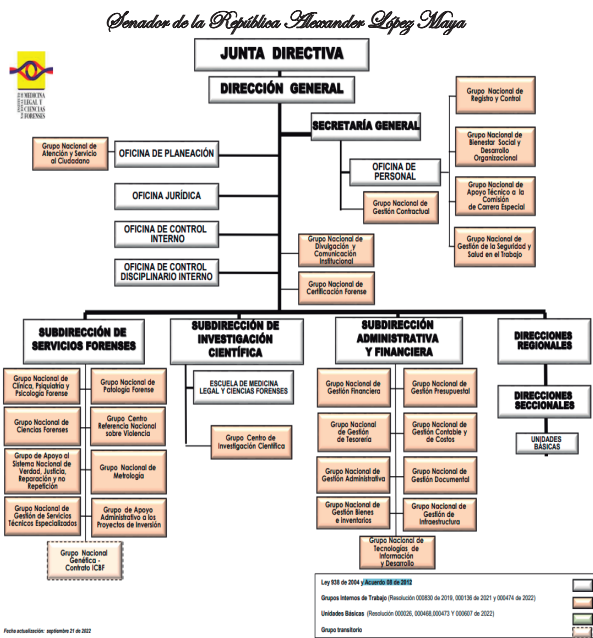 Senador de la República Alexander López Maya
JUNTA DIRECTIVA
DIRECCIÓN GENERAL
MEDICINA
LEGAL Y
CIENCIAS
FORENSES
SECRETARÍA GENERAL
Grupo Nacional de
Registro y Control
Grupo Nacional de
Bienestar Social y
Desarrollo
Organizacional
OFICINA DE
PERSONAL
Grupo Nacional de
Apoyo Técnico a la
Comisión
de Carrera Especial
Grupo Nacional de
Gestión Contractual
Grupo Nacional de
Gestión de la Seguridad y
Salud en el Trabajo
Grupo Nacional de
Atención y Servicio
al Ciudadano
OFICINA DE PLANEACIÓN
OFICINA JURÍDICA
OFICINA DE CONTROL
INTERNO
OFICINA DE CONTROL
DISCIPLINARIO INTERNO
Grupo Nacional de
Divulgación y
Comunicación
Institucional
Grupo Nacional de
Certificación Forense
SUBDIRECCIÓN DE
SERVICIOS FORENSES
Grupo Nacional de
Clínica, Psiquiatría y
Psicología Forense
Grupo Nacional de
Patología Forense
Grupo Nacional de
Ciencias Forenses
Grupo Centro
Referencia Nacional
sobre Violencia
Grupo de Apoyo al
Sistema Nacional de
Verdad, Justicia,
Reparación y no
Repetición
Grupo Nacional de
Metrología
Grupo Nacional de
Gestión de Servicios
Técnicos Especializados
Grupo de Apoyo
Administrativo a los
Proyectos de Inversión
Grupo Nacional
Genética -
Contrato ICBF
SUBDIRECCIÓN DE
INVESTIGACIÓN
CIENTÍFICA
ESCUELA DE MEDICINA
LEGAL Y CIENCIAS FORENSES
Grupo Centro de
Investigación Científica
SUBDIRECCIÓN
ADMINISTRATIVA
Y FINANCIERA
Grupo Nacional de
Gestión Financiera
Grupo Nacional de
Gestión Presupuestal
Grupo Nacional
de Gestión
de Tesorería
Grupo Nacional de
Gestión Contable y
de Costos
Grupo Nacional de
Gestión Administrativa
Grupo Nacional de
Gestión Documental
Grupo Nacional de
Gestión Bienes
e Inventarios
Grupo Nacional de
Gestión de
Infraestructura
Grupo Nacional de
Tecnologías de
Información
y Desarrollo
DIRECCIONES
REGIONALES
DIRECCIONES
SECCIONALES
UNIDADES
BÁSICAS
Ley 938 de 2004 y Acuerdo 08 de 2012
Grupos Internos de Trabajo (Resolución 000830 de 2019, 000136 de 2021 y 000474 de 2022)
Unidades Básicas (Resolución 000026, 000468,000473 Y 000607 de 2022)
Grupo transitorio
Fecha actualización: septiembre 21 de 2022